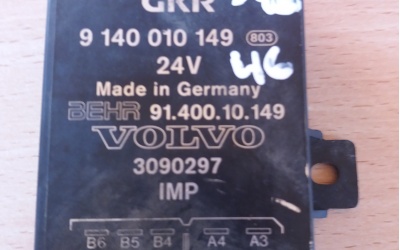 GKR
9 140 010 149 803
24V 46
Made in Germany
BEHR 91.400.10.149
VOLVO
3090297
IMP
B6 B5 B4 A4 A3